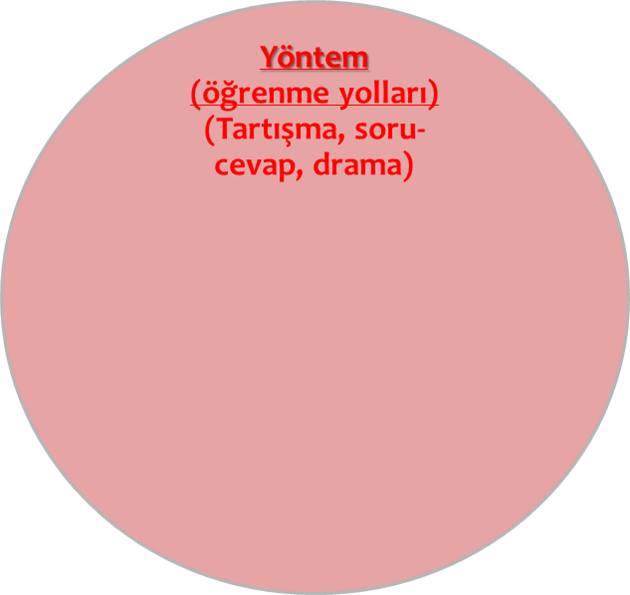 Yöntem
(öğrenme yolları)
(Tartışma, soru-
cevap, drama)